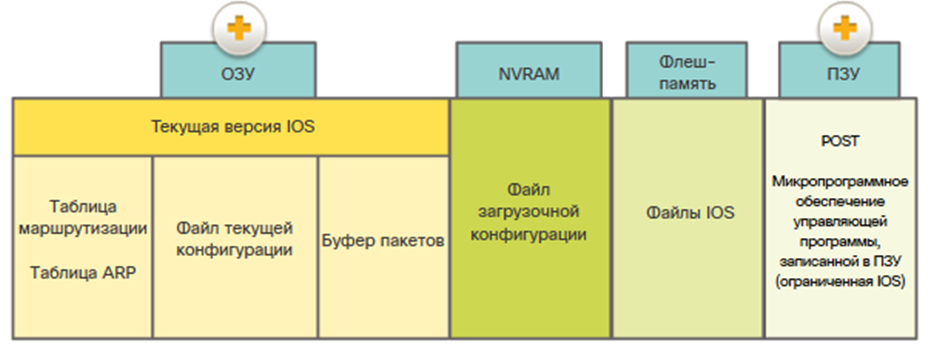 ОЗУ
NVRAM
Флеш-
память
ПЗУ
Текущая версия IOS
Таблица
маршрутизации
Таблица ARP
Файл текущей
конфигурации
Буфер пакетов
Файл
загрузочной
конфигурации
Файлы IOS
POST
Микропрограммное
обеспечение
управляющей
программы,
записанной в ПЗУ
(ограниченная IOS)